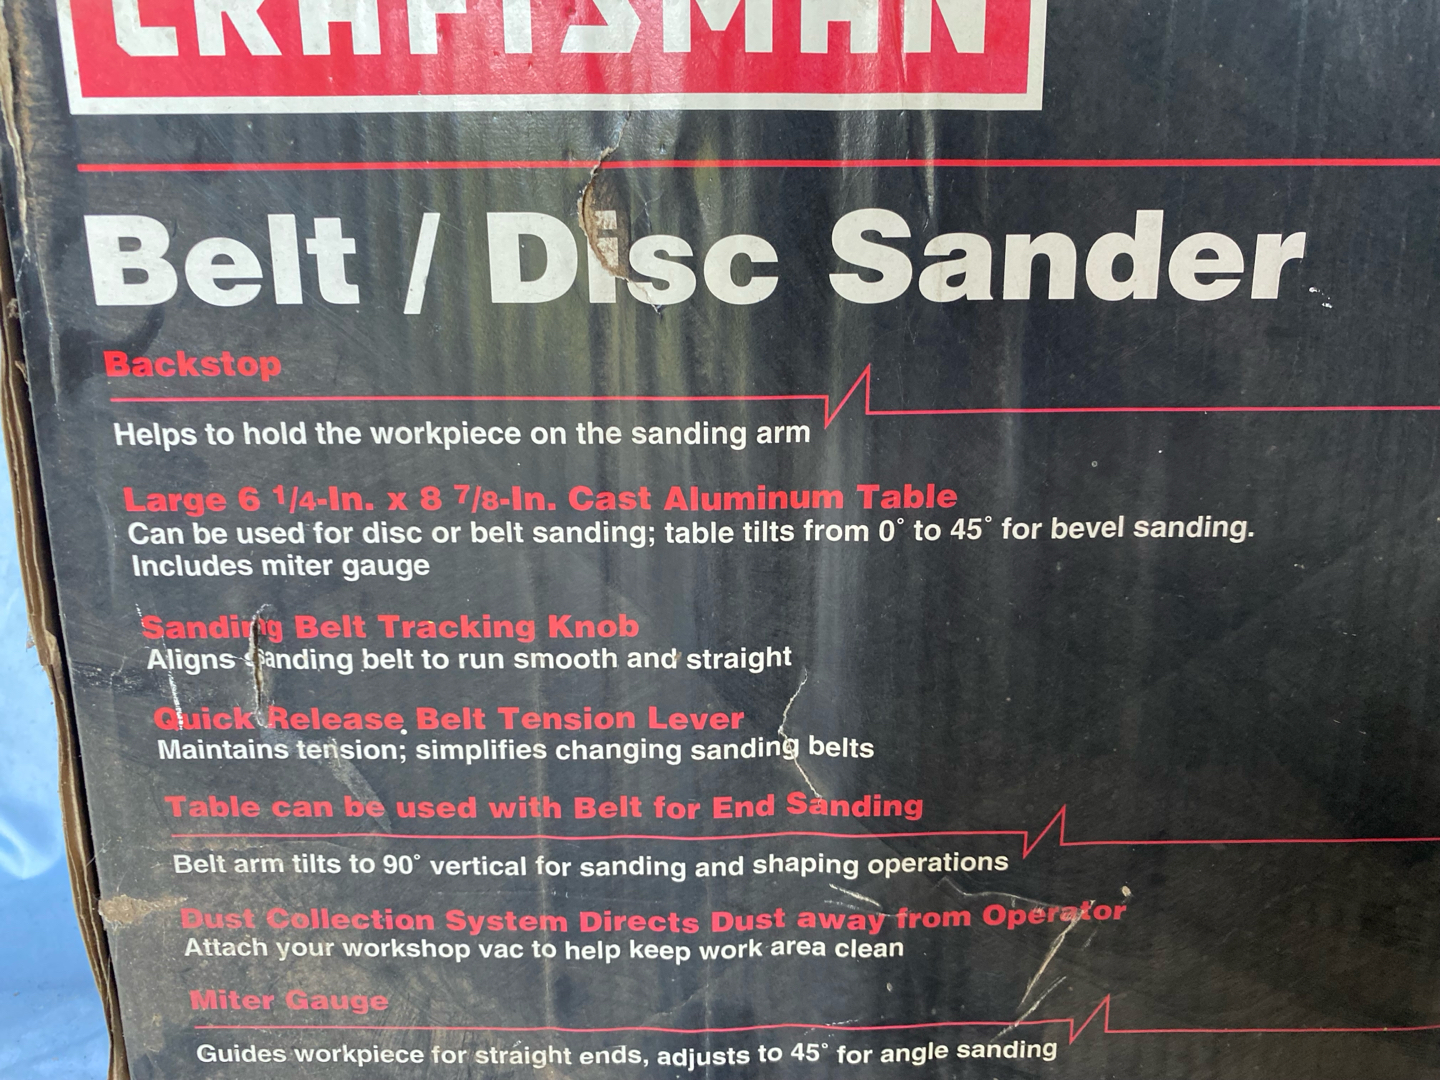 CRAFTSMAN
Belt / Disc Sander
Backstop
Helps to hold the workpiece on the sanding arm
Large 6 1/4-In. x 8 7/8-In. Cast Aluminum Table
Can be used for disc or belt sanding; table tilts from 0° to 45° for bevel sanding.
Includes miter gauge
Sanding Belt Tracking Knob
Aligns sanding belt to run smooth and straight
Quick Release Belt Tension Lever
Maintains tension; simplifies changing sanding belts
Table can be used with Belt for End Sanding
Belt arm tilts to 90° vertical for sanding and shaping operations
Dust Collection System Directs Dust away from Operator
Attach your workshop vac to help keep work area clean
Miter Gauge
Guides workpiece for straight ends, adjusts to 45° for angle sanding